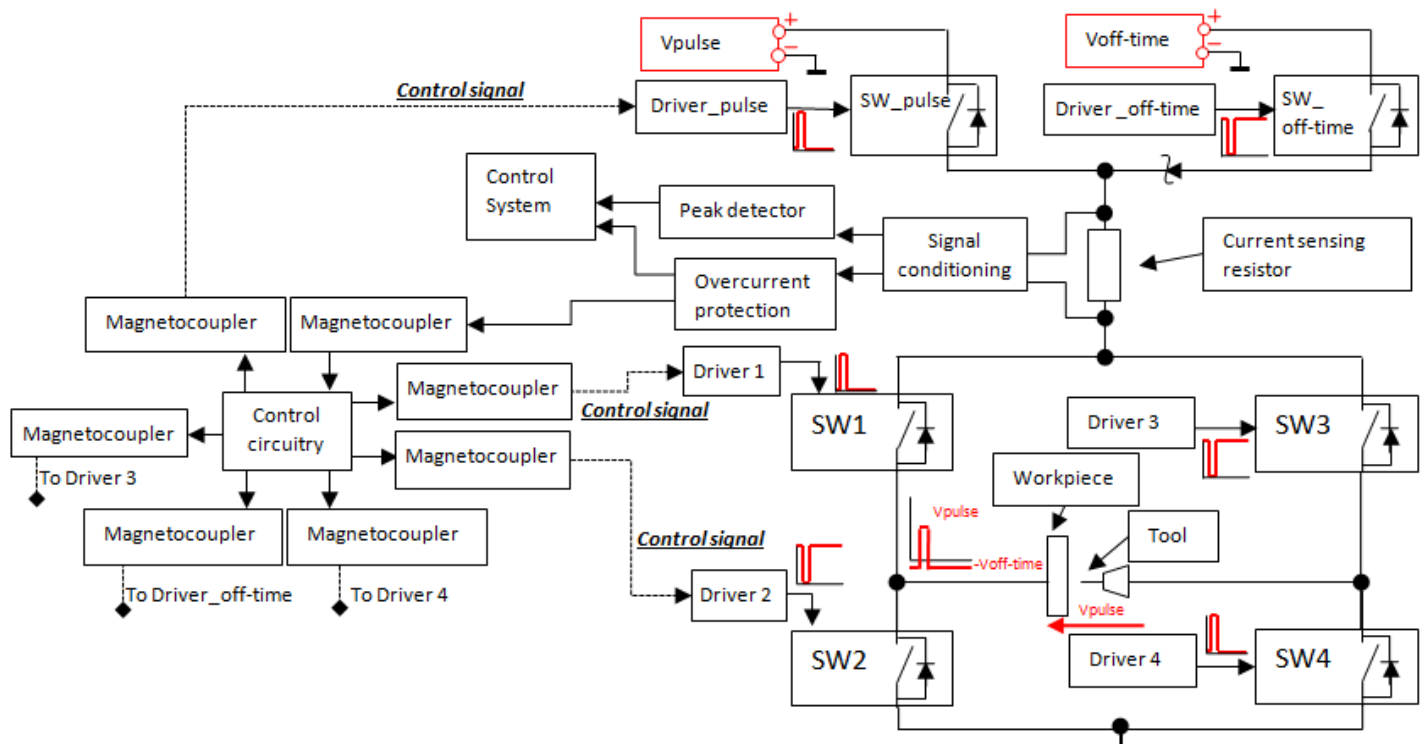 Vpulse
+
−
Voff-time
+
−
Control signal
Driver_pulse
SW_pulse
Driver _off-time
SW_
off-time
Control
System
Peak detector
Signal
conditioning
Current sensing
resistor
Overcurrent
protection
Magnetocoupler
Magnetocoupler
Magnetocoupler
Driver 1
Control signal
SW1
Driver 3
SW3
Magnetocoupler
Control
circuitry
Magnetocoupler
To Driver 3
Workpiece
Vpulse
Tool
-Voff-time
Magnetocoupler
Magnetocoupler
Control signal
To Driver_off-time
To Driver 4
Driver 2
Vpulse
SW2
Driver 4
SW4